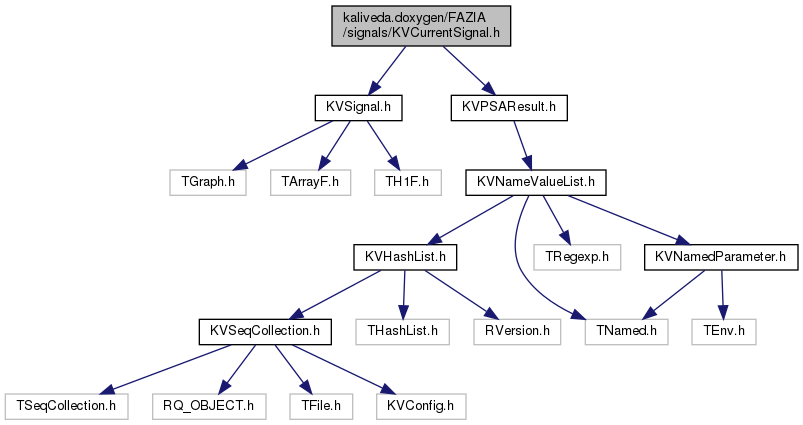 kaliveda.doxygen/FAZIA
/signals/KVCurrentSignal.h
KVSignal.h
KVPSAResult.h
TGraph.h
TArrayF.h
TH1F.h
KVNameValueList.h
KVHashList.h
TRegexp.h
KVNamedParameter.h
KVSeqCollection.h
THashList.h
RVersion.h
TNamed.h
TEnv.h
TSeqCollection.h
RQ_OBJECT.h
TFile.h
KVConfig.h